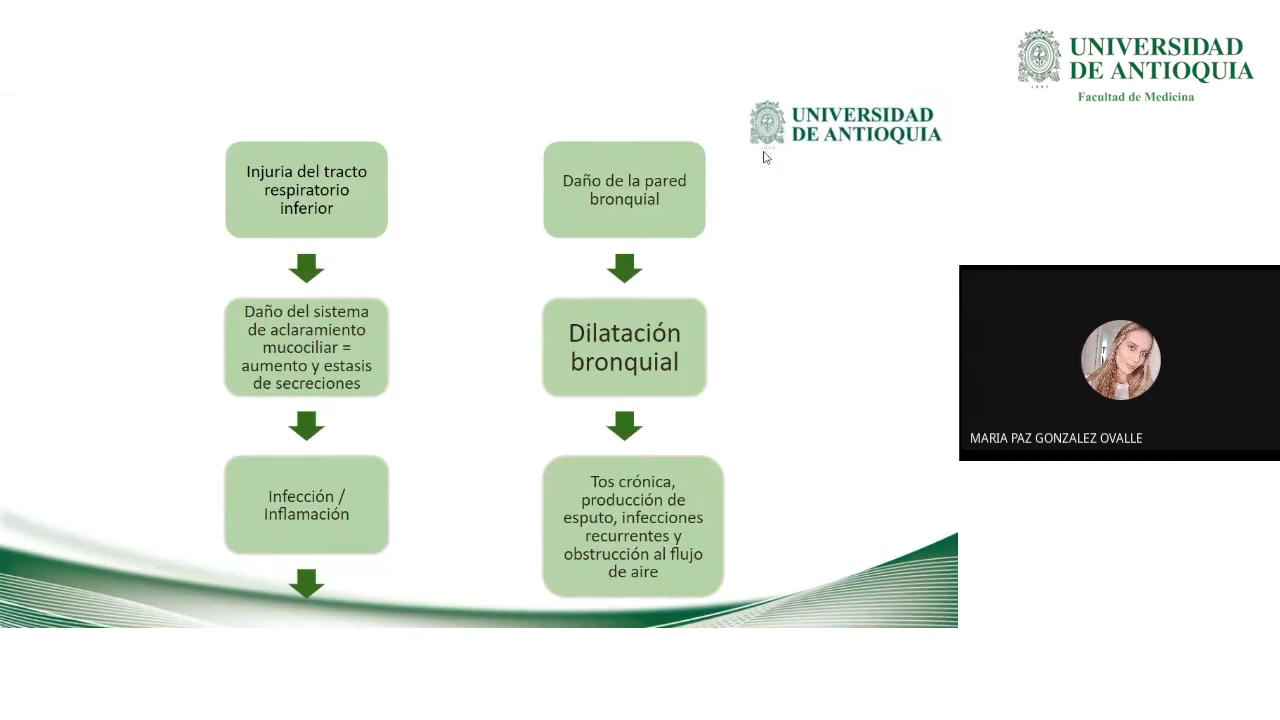 UNIVERSIDAD
DE ANTIOQUIA
1803
Facultad de Medicina
UNIVERSIDAD
DE ANTIOQUIA
Injuria del tracto
respiratorio
inferior
Daño del sistema
de aclaramiento
mucociliar =
aumento y estasis
de secreciones
Infección /
Inflamación
Daño de la pared
bronquial
Dilatación
bronquial
Tos crónica,
producción de
esputo, infecciones
recurrentes y
obstrucción al flujo
de aire
MARIA PAZ GONZALEZ OVALLE